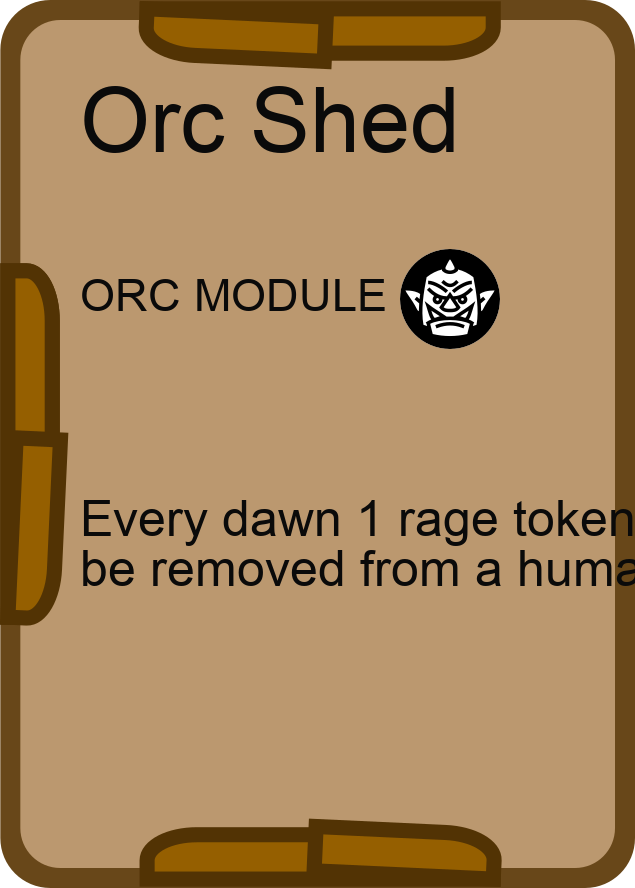 Orc Shed
ORC MODULE
Every dawn 1 rage token
be removed from a huma